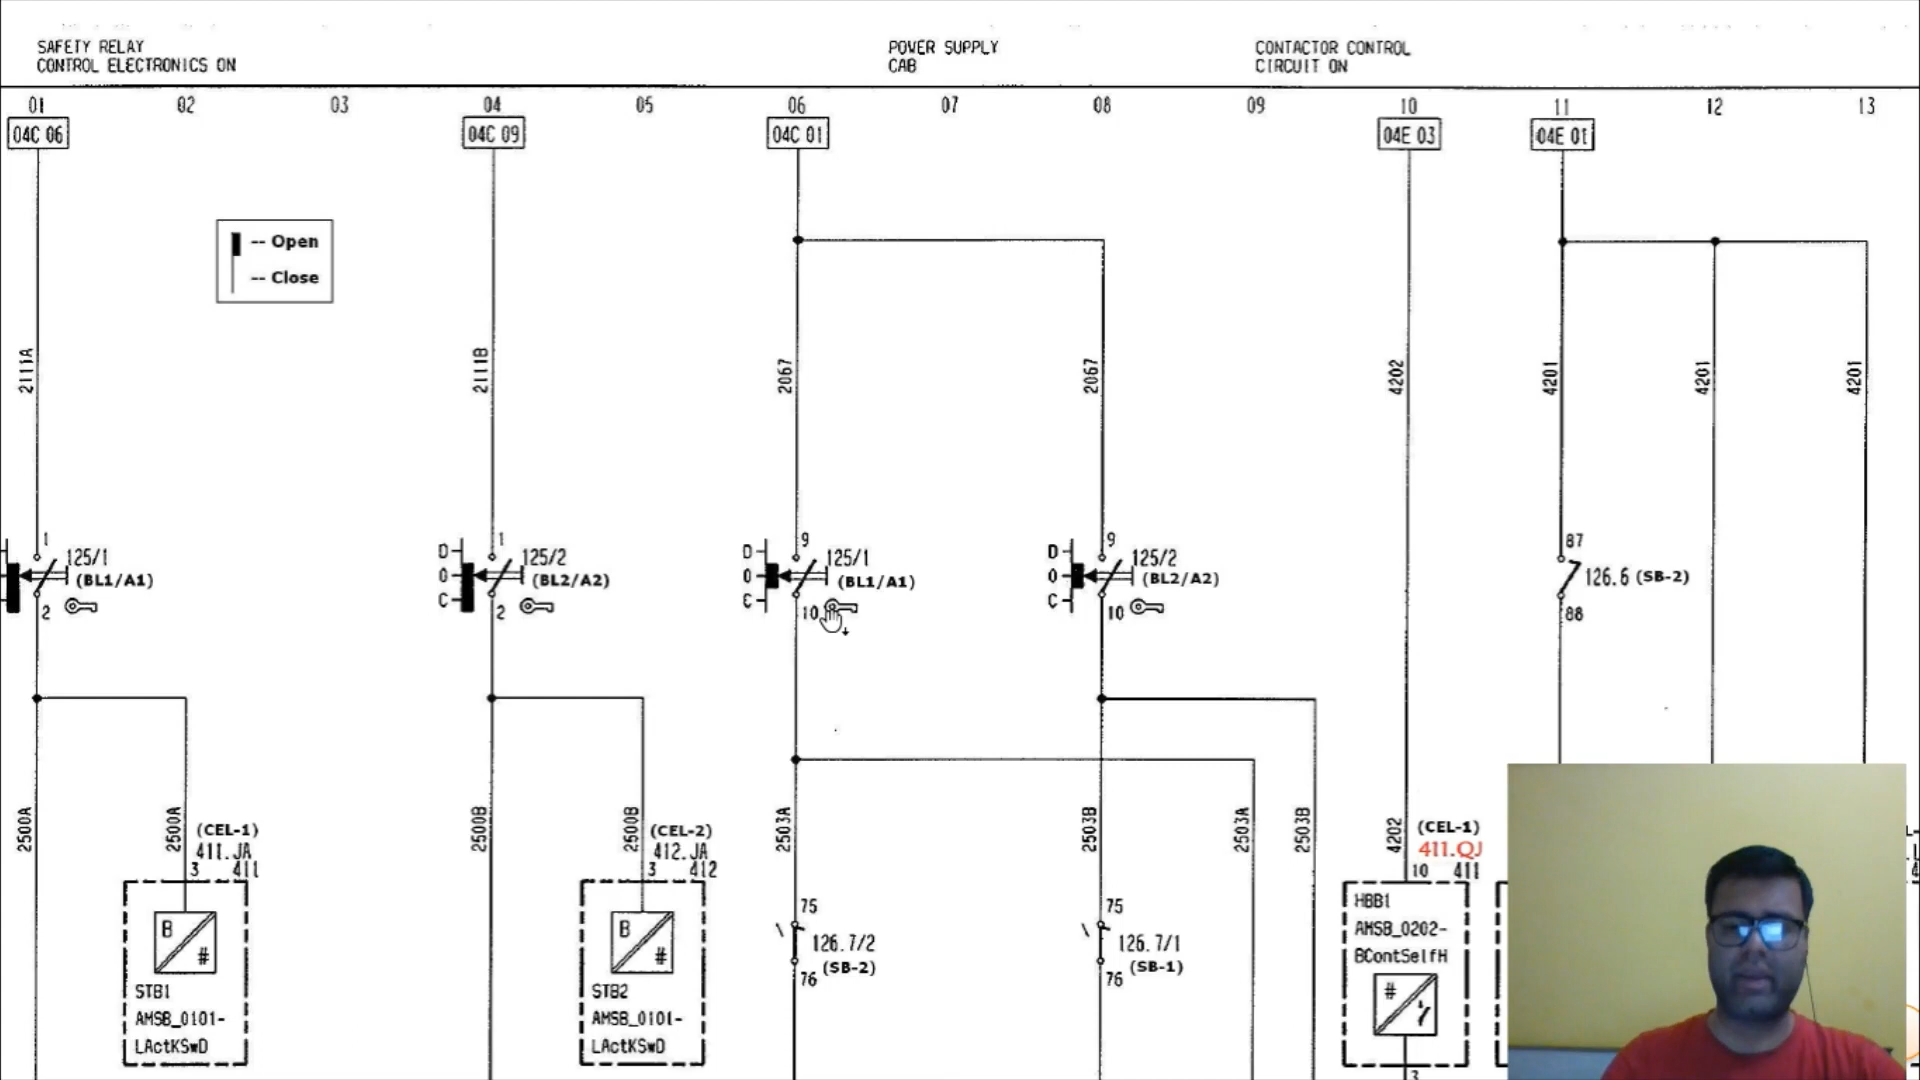 SAFETY RELAY
CONTROL ELECTRONICS ON
POWER SUPPLY
CAB
CONTACTOR CONTROL
CIRCUIT ON
01 02 03 04 05 06 07 08 09 10 11 12 13
04C 06
04C 09
04C 01
04E 03
04E 01
-- Open
-- Close
2111A
2111B
2067
2067
4202
4201
4201
4201
1
125/1
(BL1/A1)
2
D
0
C
1
125/2
(BL2/A2)
2
D
0
C
9
125/1
(BL1/A1)
10
D
0
C
9
125/2
(BL2/A2)
10
87
126.6 (SB-2)
88
2500A
2500A
2500B
2500B
2503A
2503B
2503A
2503B
4202
(CEL-1)
411.JA
3 411
(CEL-2)
412.JA
3 412
(CEL-1)
411.QJ
10 411
B
#
STB1
AMSB_0101-
LActKSwD
B
#
STB2
AMSB_0101-
LActKSwD
75
126.7/2
(SB-2)
76
75
126.7/1
(SB-1)
76
HBB1
AMSB_0202-
BContSelfH
#
3